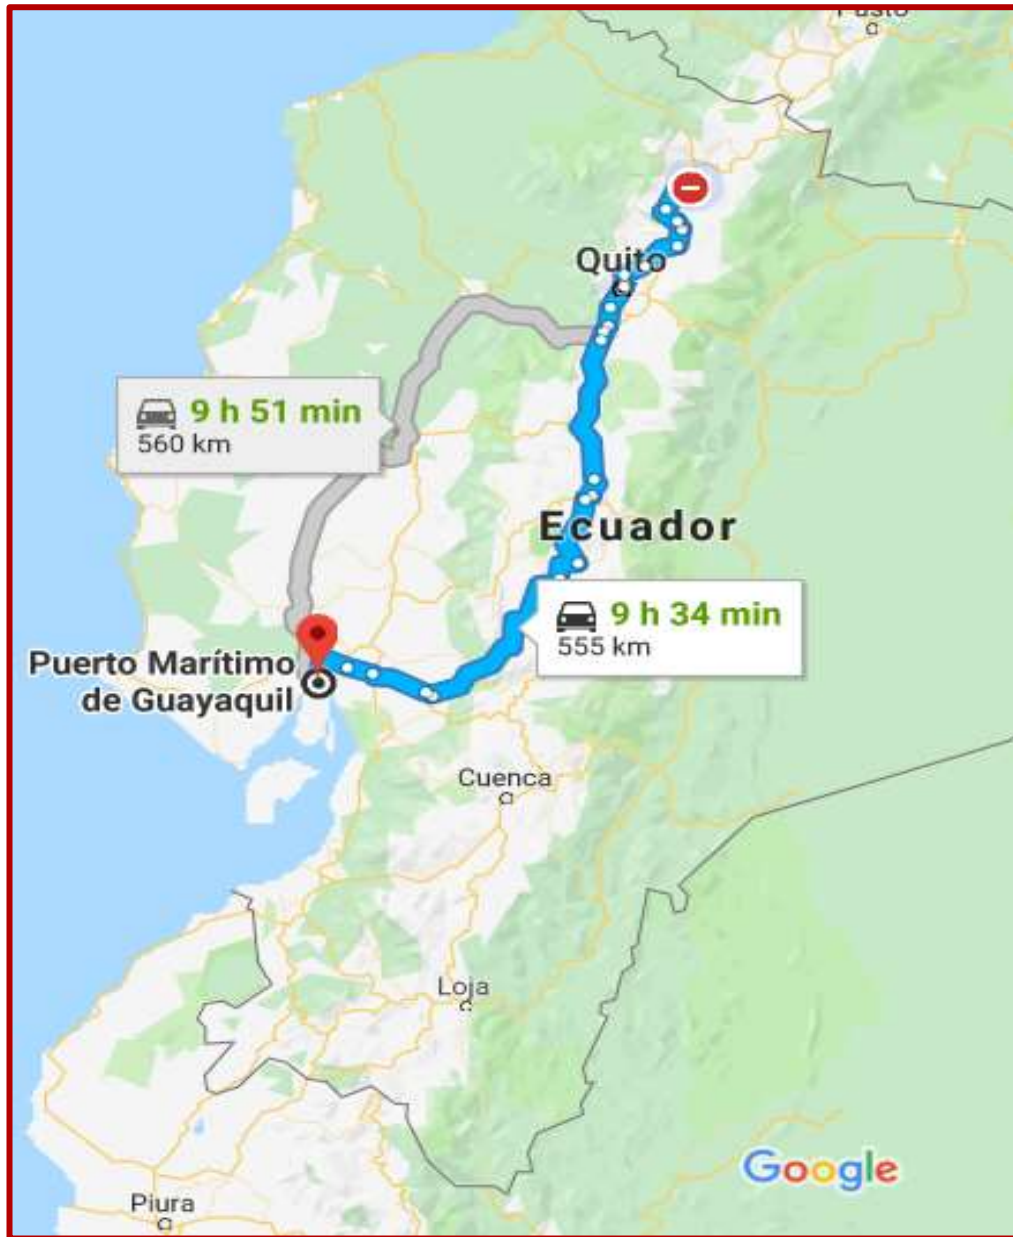 Pasto
Quito
9 h 51 min
560 km
Ecuador
9 h 34 min
555 km
Puerto Marítimo
de Guayaquil
Cuenca
Loja
Google
Piura